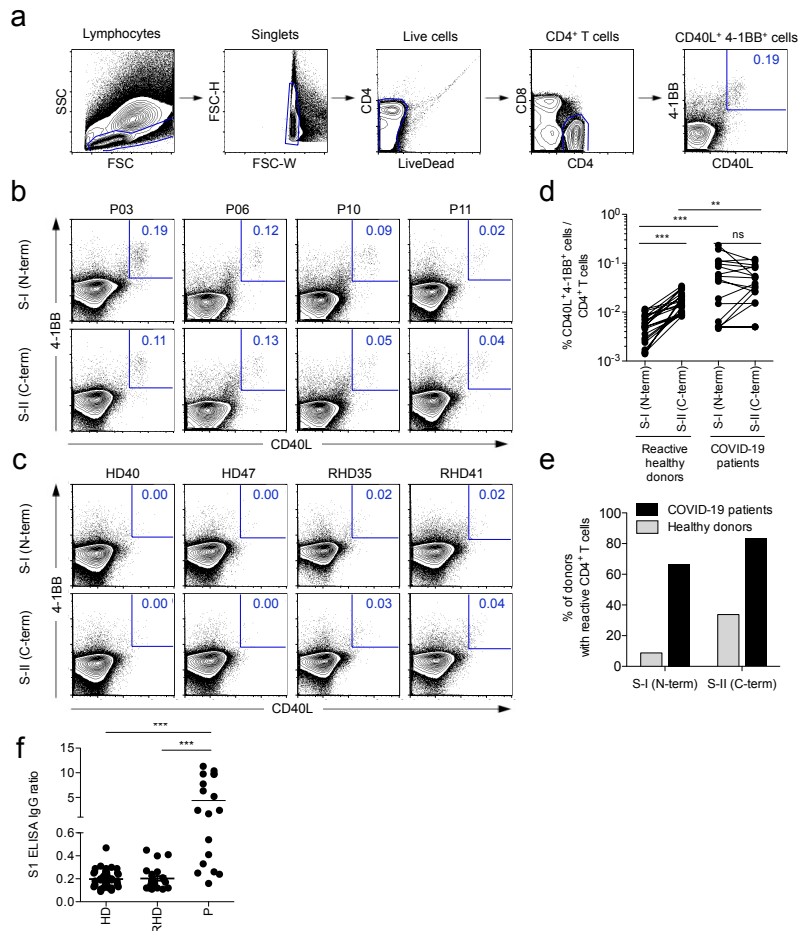 a
Lymphocytes Singlets Live cells CD4⁺ T cells CD40L⁺ 4-1BB⁺ cells
0.19
SSC FSC-H CD4 CD8 4-1BB
FSC FSC-W LiveDead CD4 CD40L
b
P03 P06 P10 P11
S-I (N-term) 0.19 0.12 0.09 0.02
4-1BB
S-II (C-term) 0.11 0.13 0.05 0.04
CD40L
c
HD40 HD47 RHD35 RHD41
S-I (N-term) 0.00 0.00 0.02 0.02
4-1BB
S-II (C-term) 0.00 0.00 0.03 0.04
CD40L
d
% CD40L⁺4-1BB⁺ cells /
CD4⁺ T cells
**
***
*** ns
10⁰
10⁻¹
10⁻²
10⁻³
S-I (N-term) S-II (C-term) S-I (N-term) S-II (C-term)
Reactive
healthy
donors
COVID-19
patients
e
COVID-19 patients
Healthy donors
% of donors
with reactive CD4⁺ T cells
100
80
60
40
20
0
S-I (N-term) S-II (C-term)
f
***
***
S1 ELISA IgG ratio
15
10
5
0.6
0.4
0.2
0.0
HD RHD P